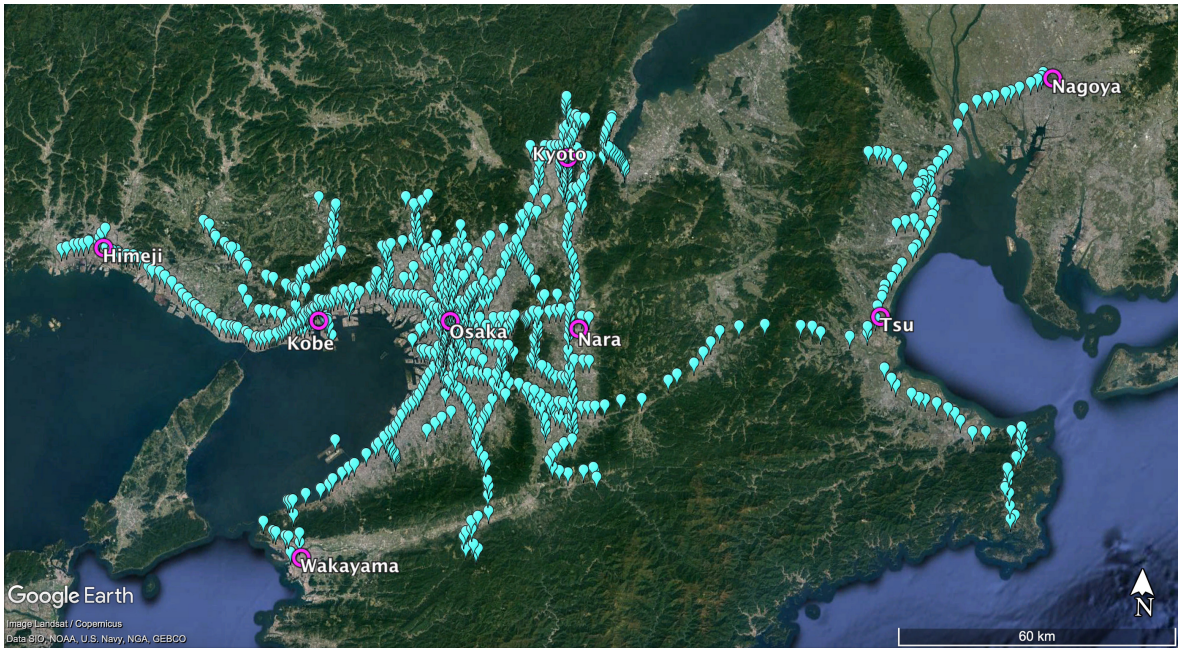 Nagoya
Kyoto
Himeji
Kobe
Osaka
Nara
Tsu
Wakayama
Google Earth
Image Landsat / Copernicus
Data SIO, NOAA, U.S. Navy, NGA, GEBCO
N
60 km